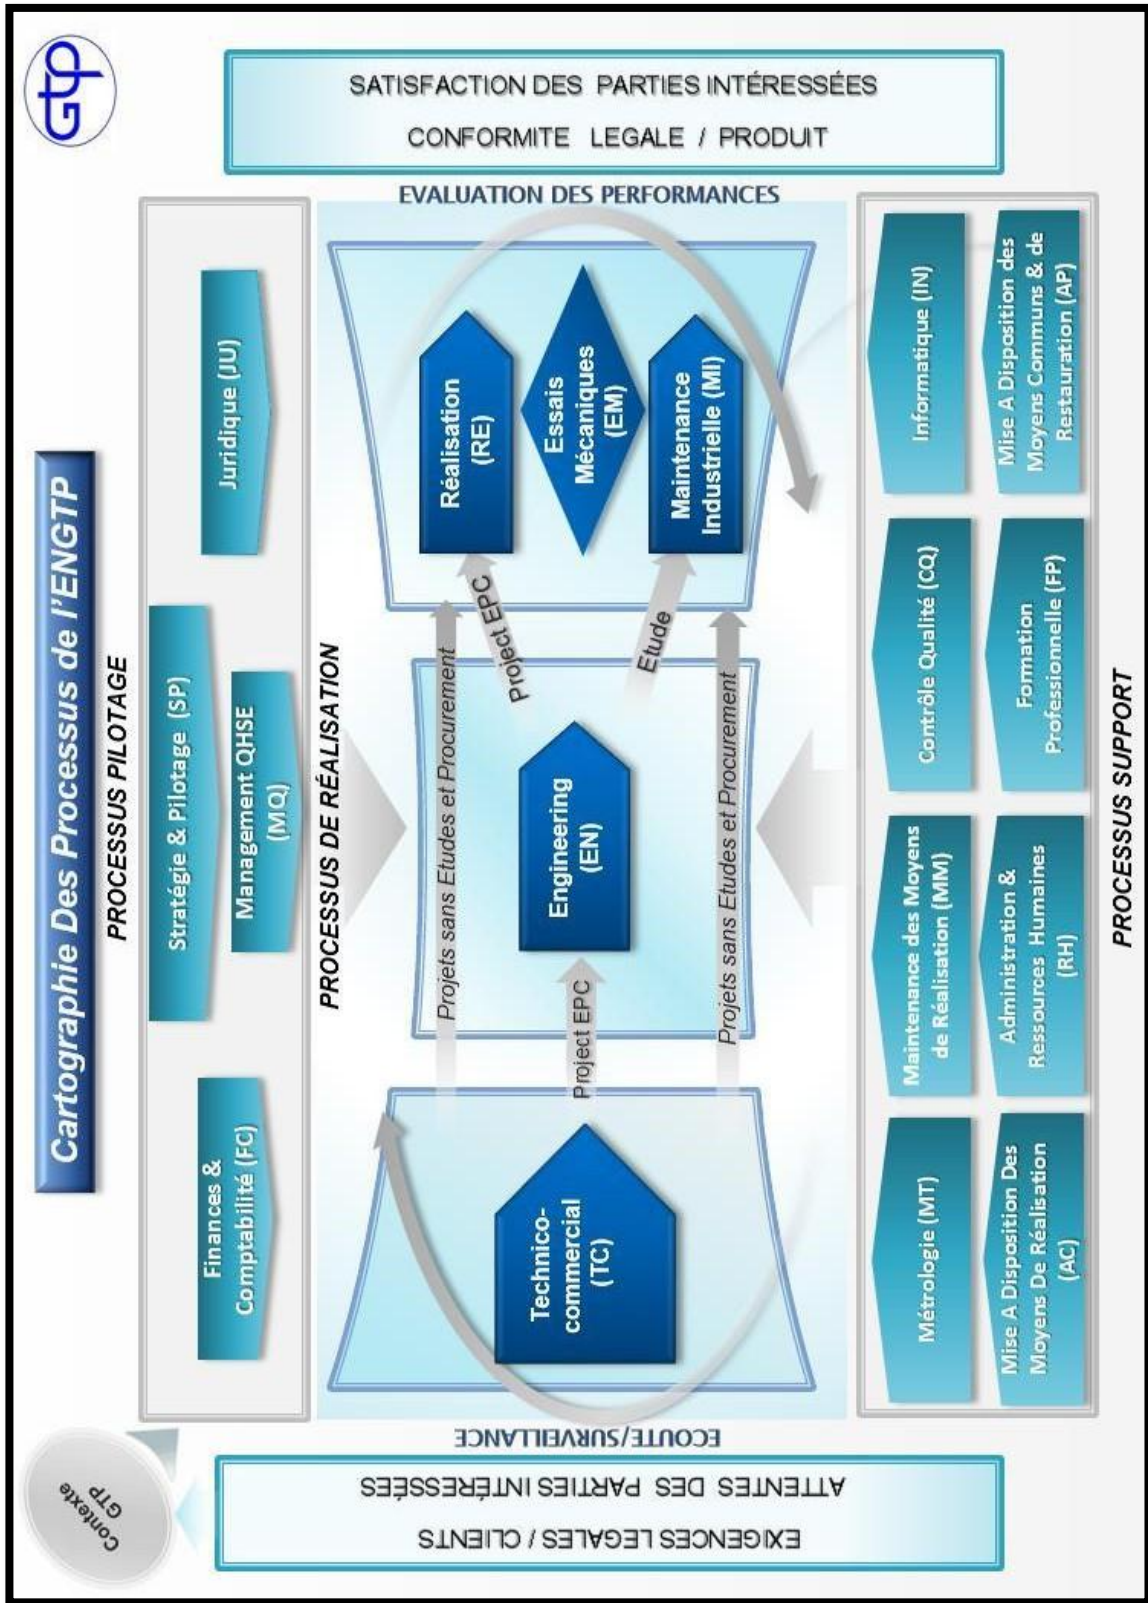 Cartographie Des Processus de l'ENGTP
Gtp
Contexte
GTP
PROCESSUS PILOTAGE
Finances &
Comptabilité (FC)
Stratégie & Pilotage (SP)
Management QHSE
(MQ)
Juridique (JU)
EXIGENCES LEGALES / CLIENTS
ATTENTES DES PARTIES INTÉRESSÉES
ECOUTE/SURVEILLANCE
PROCESSUS DE RÉALISATION
Technico-
commercial
(TC)
Projets sans Etudes et Procurement
Project EPC
Projets sans Etudes et Procurement
Engineering
(EN)
Project EPC
Etude
Réalisation
(RE)
Essais
Mécaniques
(EM)
Maintenance
Industrielle (MI)
EVALUATION DES PERFORMANCES
SATISFACTION DES PARTIES INTÉRESSÉES
CONFORMITE LEGALE / PRODUIT
Métrologie (MT)
Maintenance des Moyens
de Réalisation (MM)
Contrôle Qualité (CQ)
Informatique (IN)
Mise A Disposition Des
Moyens De Réalisation
(AC)
Administration &
Ressources Humaines
(RH)
Formation
Professionnelle (FP)
Mise A Disposition des
Moyens Communs & de
Restauration (AP)
PROCESSUS SUPPORT